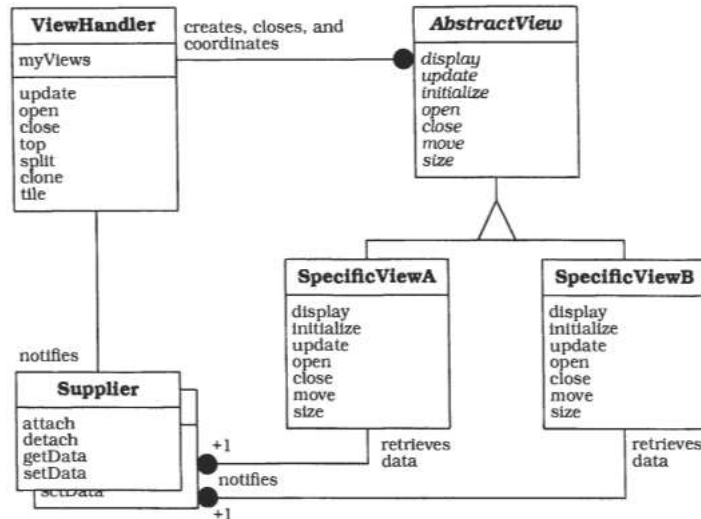 ViewHandler
myViews
update
open
close
top
split
clone
tile
creates, closes, and
coordinates
AbstractView
display
update
initialize
open
close
move
size
SpecificViewA
display
initialize
update
open
close
move
size
SpecificViewB
display
initialize
update
open
close
move
size
notifies
Supplier
attach
detach
getData
setData
setData
+1
notifies
+1
retrieves
data
retrieves
data